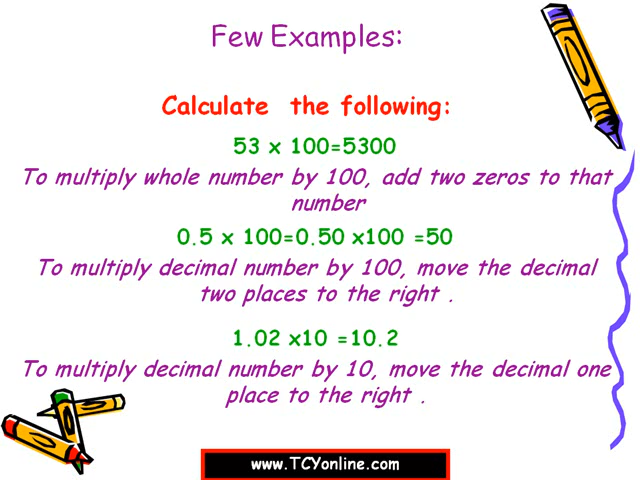 Few Examples:
Calculate the following:
53 x 100=5300
To multiply whole number by 100, add two zeros to that
number
0.5 x 100=0.50 x100 =50
To multiply decimal number by 100, move the decimal
two places to the right .
1.02 x10 =10.2
To multiply decimal number by 10, move the decimal one
place to the right .
www.TCYonline.com